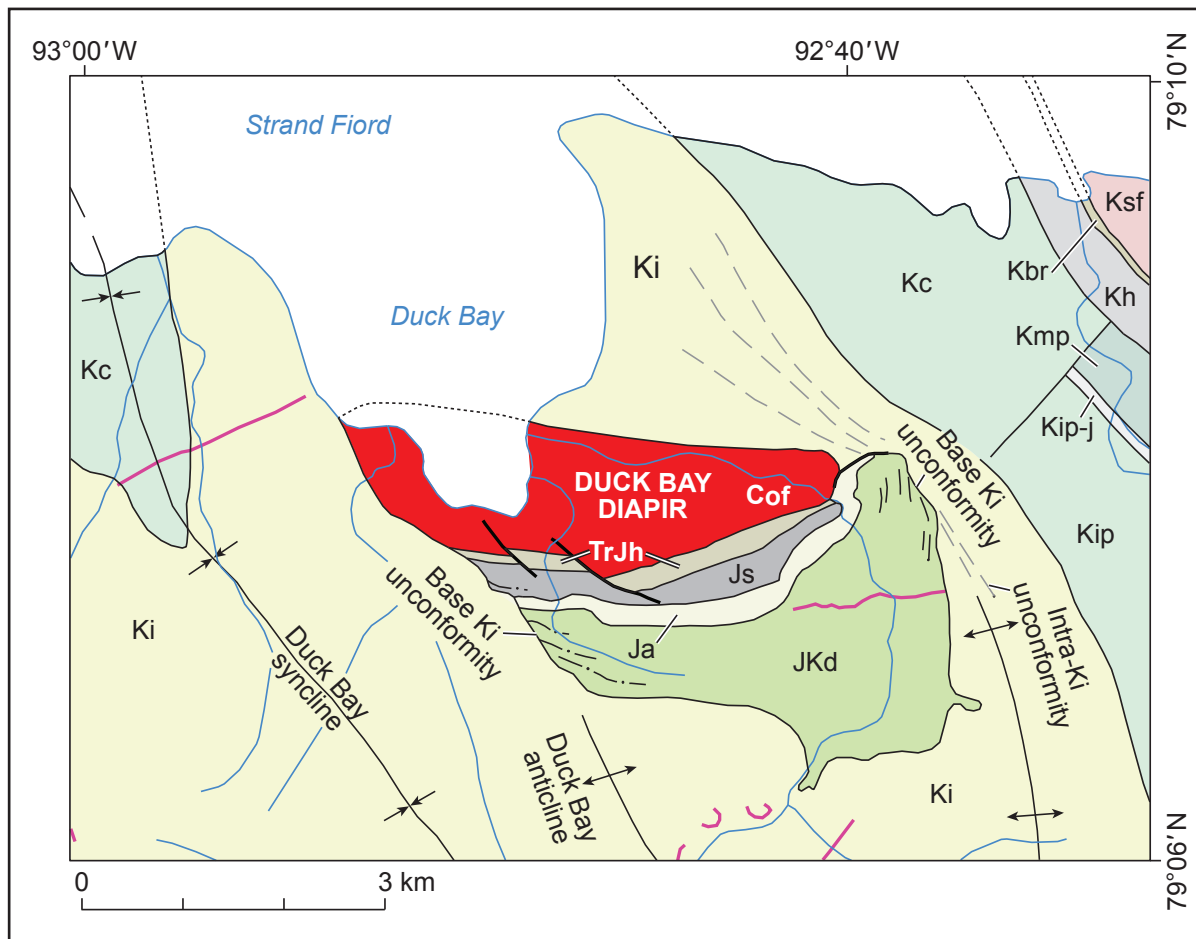 93°00′W
92°40′W
79°10′N
Strand Fiord
Ksf
Ki
Kbr
Kc
Kh
Duck Bay
Kmp
Kc
Kip-j
DUCK BAY
DIAPIR
Cof
Base Ki
unconformity
Kip
TrJh
Js
Base Ki
unconformity
Ki
Ja
JKd
Intra-Ki
unconformity
Duck Bay
syncline
Duck Bay
anticline
Ki
79°06′N
0
3 km